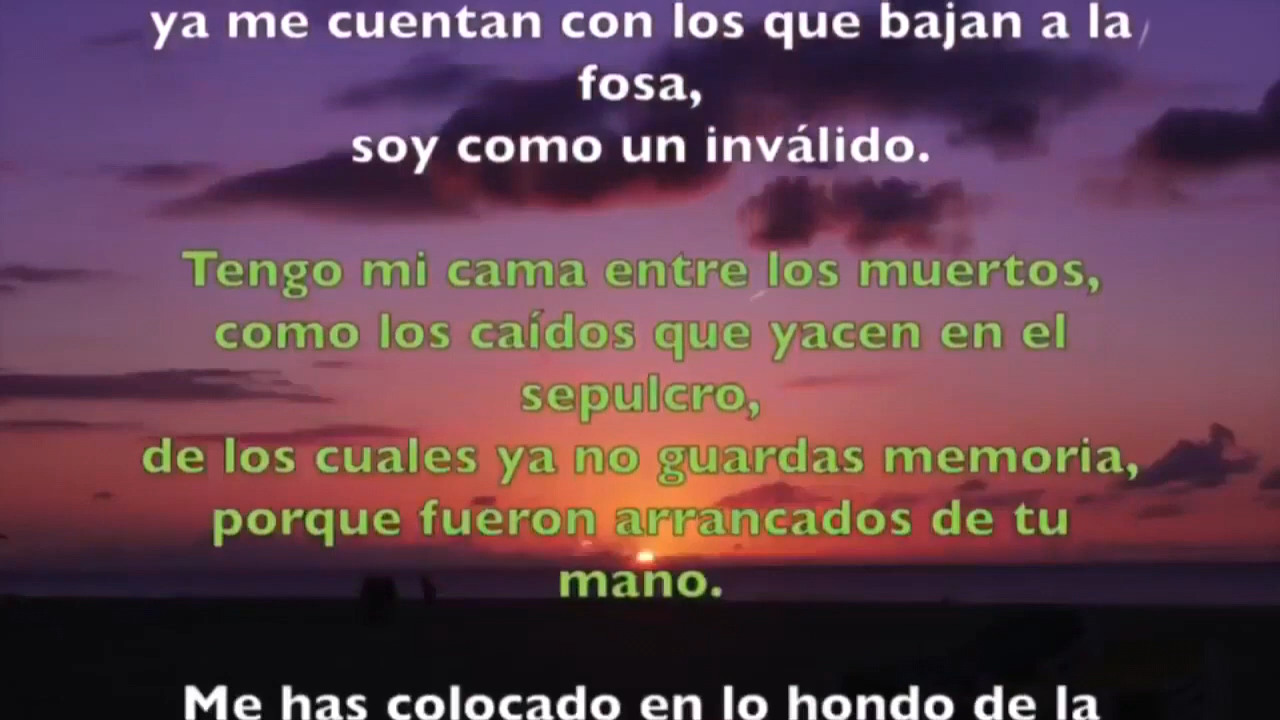 ya me cuentan con los que bajan a la
fosa,
soy como un inválido.
Tengo mi cama entre los muertos,
como los caídos que yacen en el
sepulcro,
de los cuales ya no guardas memoria,
porque fueron arrancados de tu
mano.
Me has colocado en lo hondo de la